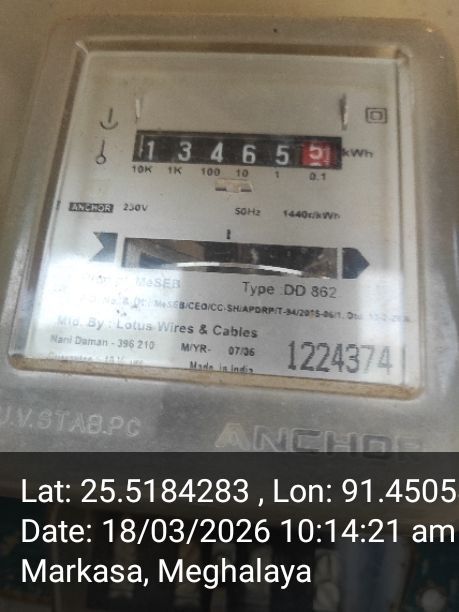 1 3 4 6 5 5 kWh
10K 1K 100 10 1 0.1
ANCHOR 230V 50Hz 1440r/kWh
MeSEB Type DD 862
Mfd. By : Lotus Wires & Cables
Nani Daman - 396 210 M/YR- 07/06
1224374
Made in India
U.V.STAB.PC
ANCHOR
Lat: 25.5184283 , Lon: 91.4505
Date: 18/03/2026 10:14:21 am
Markasa, Meghalaya